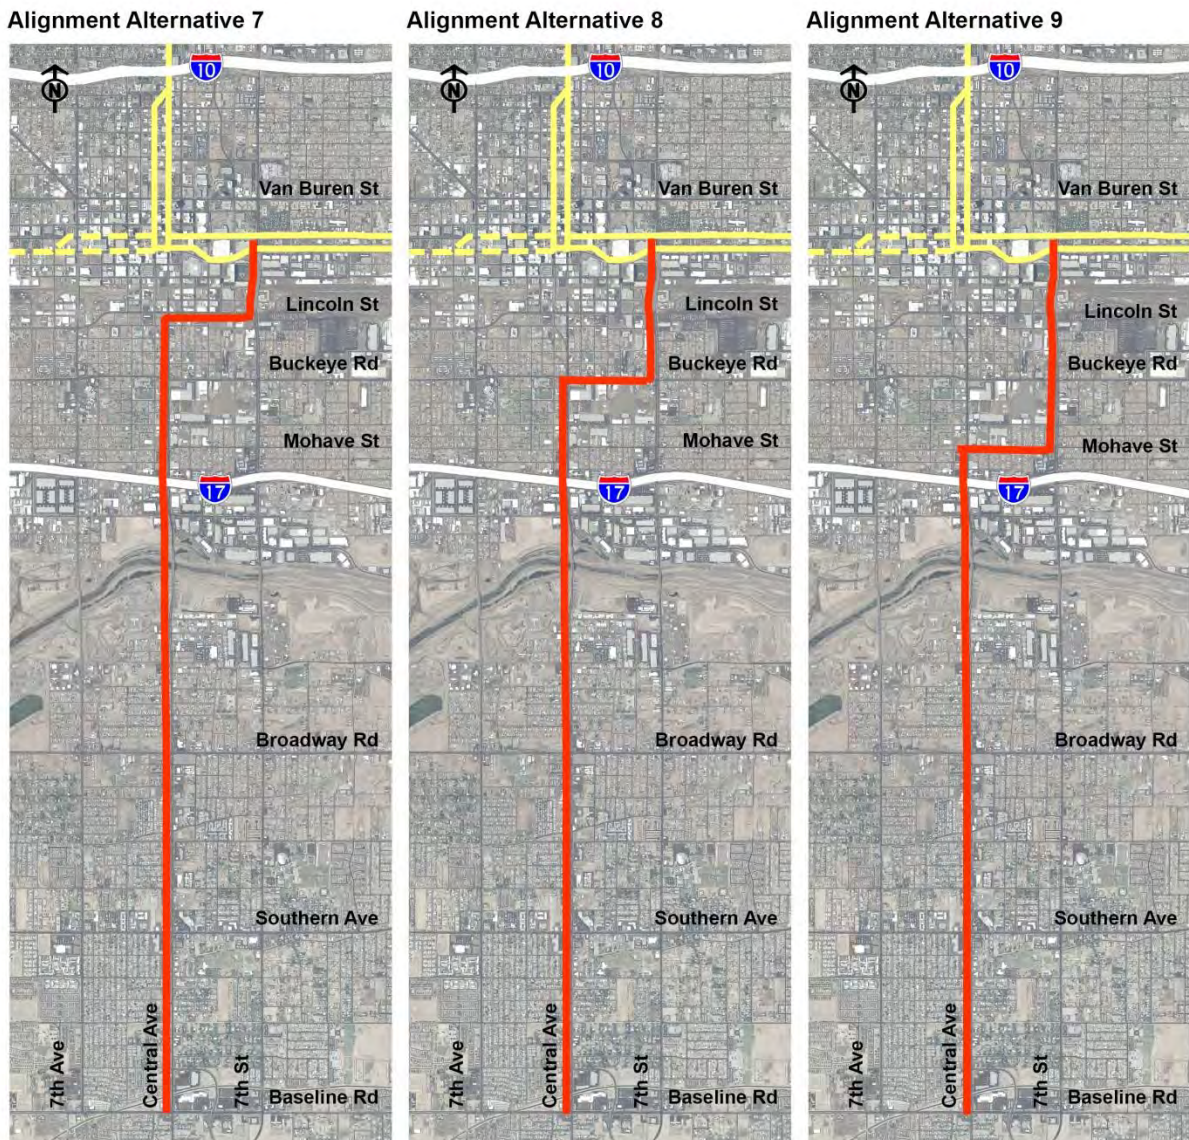 Alignment Alternative 7
10
N
Van Buren St
Lincoln St
Buckeye Rd
Mohave St
17
Broadway Rd
Southern Ave
7th Ave
Central Ave
7th St
Baseline Rd
Alignment Alternative 8
10
N
Van Buren St
Lincoln St
Buckeye Rd
Mohave St
17
Broadway Rd
Southern Ave
7th Ave
Central Ave
7th St
Baseline Rd
Alignment Alternative 9
10
N
Van Buren St
Lincoln St
Buckeye Rd
Mohave St
17
Broadway Rd
Southern Ave
7th Ave
Central Ave
7th St
Baseline Rd